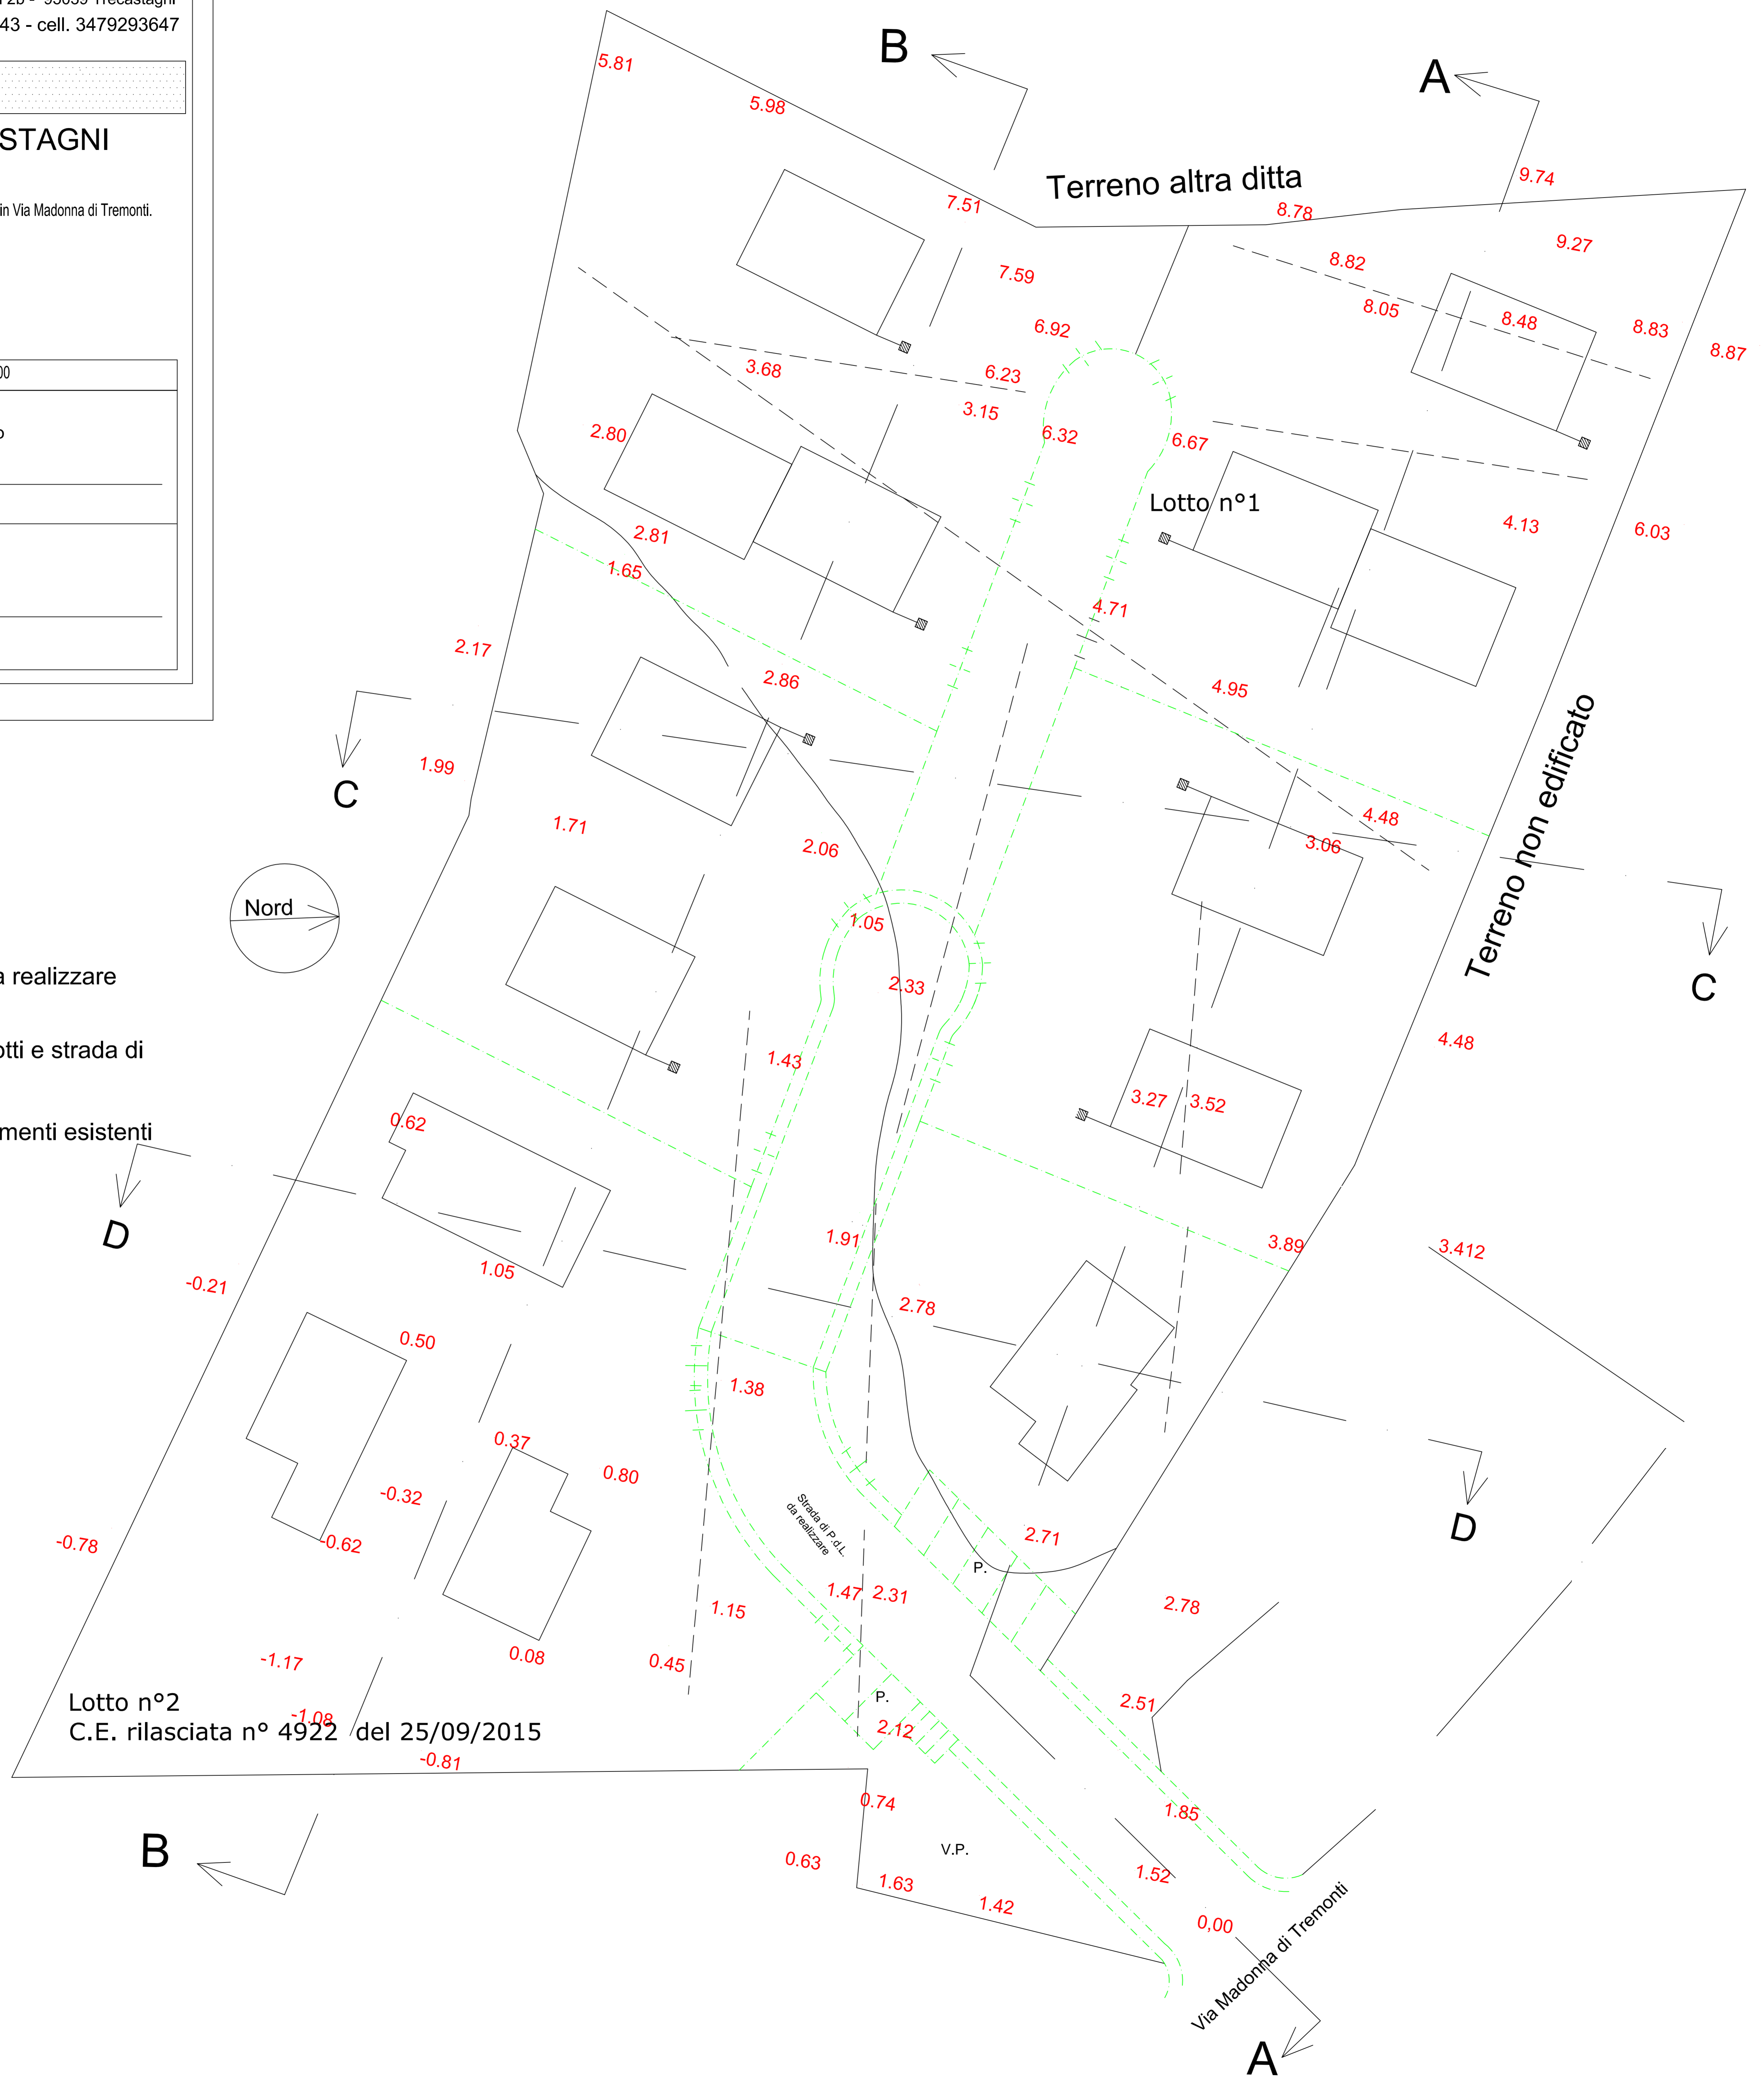 43 - cell. 3479293647
STAGNI
in Via Madonna di Tremonti.
00
o
a realizzare
otti e strada di
menti esistenti
B
A
5.81
5.98
Terreno altra ditta
9.74
7.51
8.78
9.27
8.82
7.59
8.05
8.48
8.83
8.87
6.92
3.68
6.23
3.15
2.80
6.32
6.67
Lotto n°1
4.13
6.03
2.81
1.65
4.71
2.17
2.86
4.95
Terreno non edificato
1.99
C
1.71
2.06
4.48
3.06
Nord
1.05
2.33
C
4.48
1.43
3.27
3.52
0.62
D
1.91
3.89
3.412
-0.21
1.05
2.78
0.50
1.38
0.37
0.80
-0.32
-0.62
-0.78
Strada di P.d.L.
da realizzare
2.71
D
P.
1.47
2.31
2.78
1.15
0.08
0.45
-1.17
Lotto n°2
-1.08
C.E. rilasciata n° 4922 del 25/09/2015
P.
2.12
2.51
-0.81
0.74
1.85
B
V.P.
0.63
1.63
1.42
1.52
0,00
Via Madonna di Tremonti
A